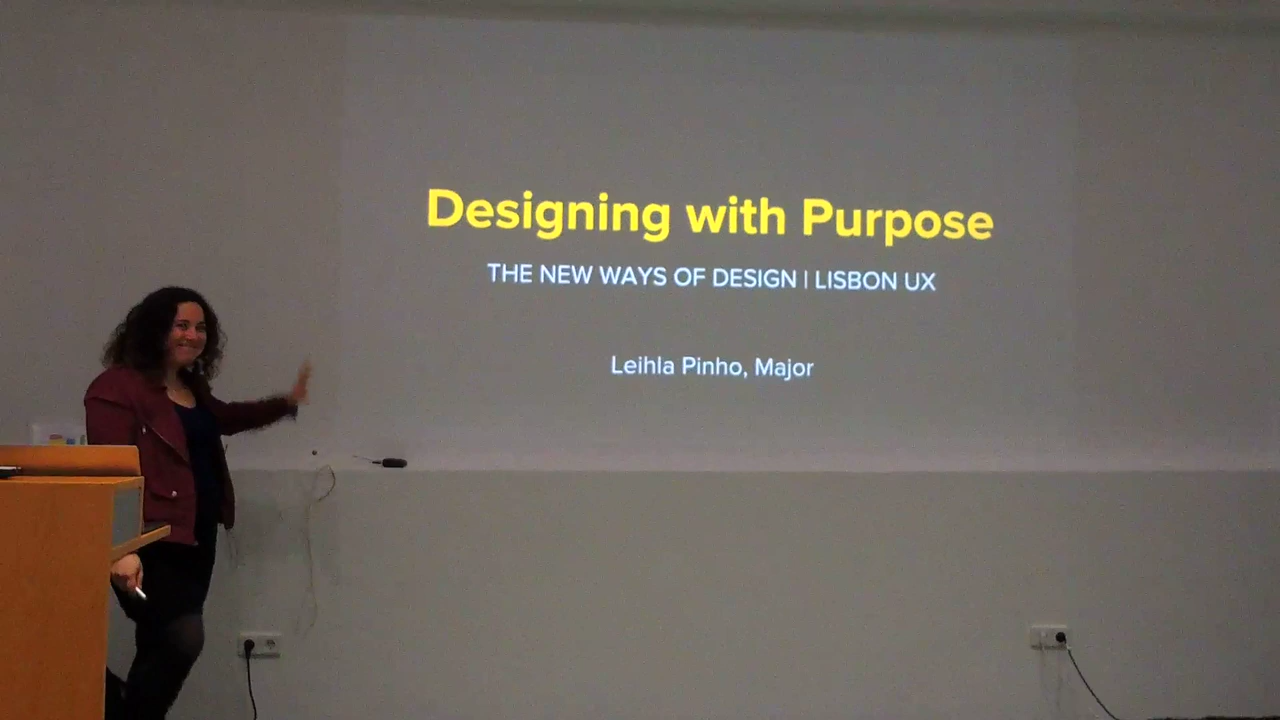 Designing with Purpose
THE NEW WAYS OF DESIGN | LISBON UX
Leihla Pinho, Major